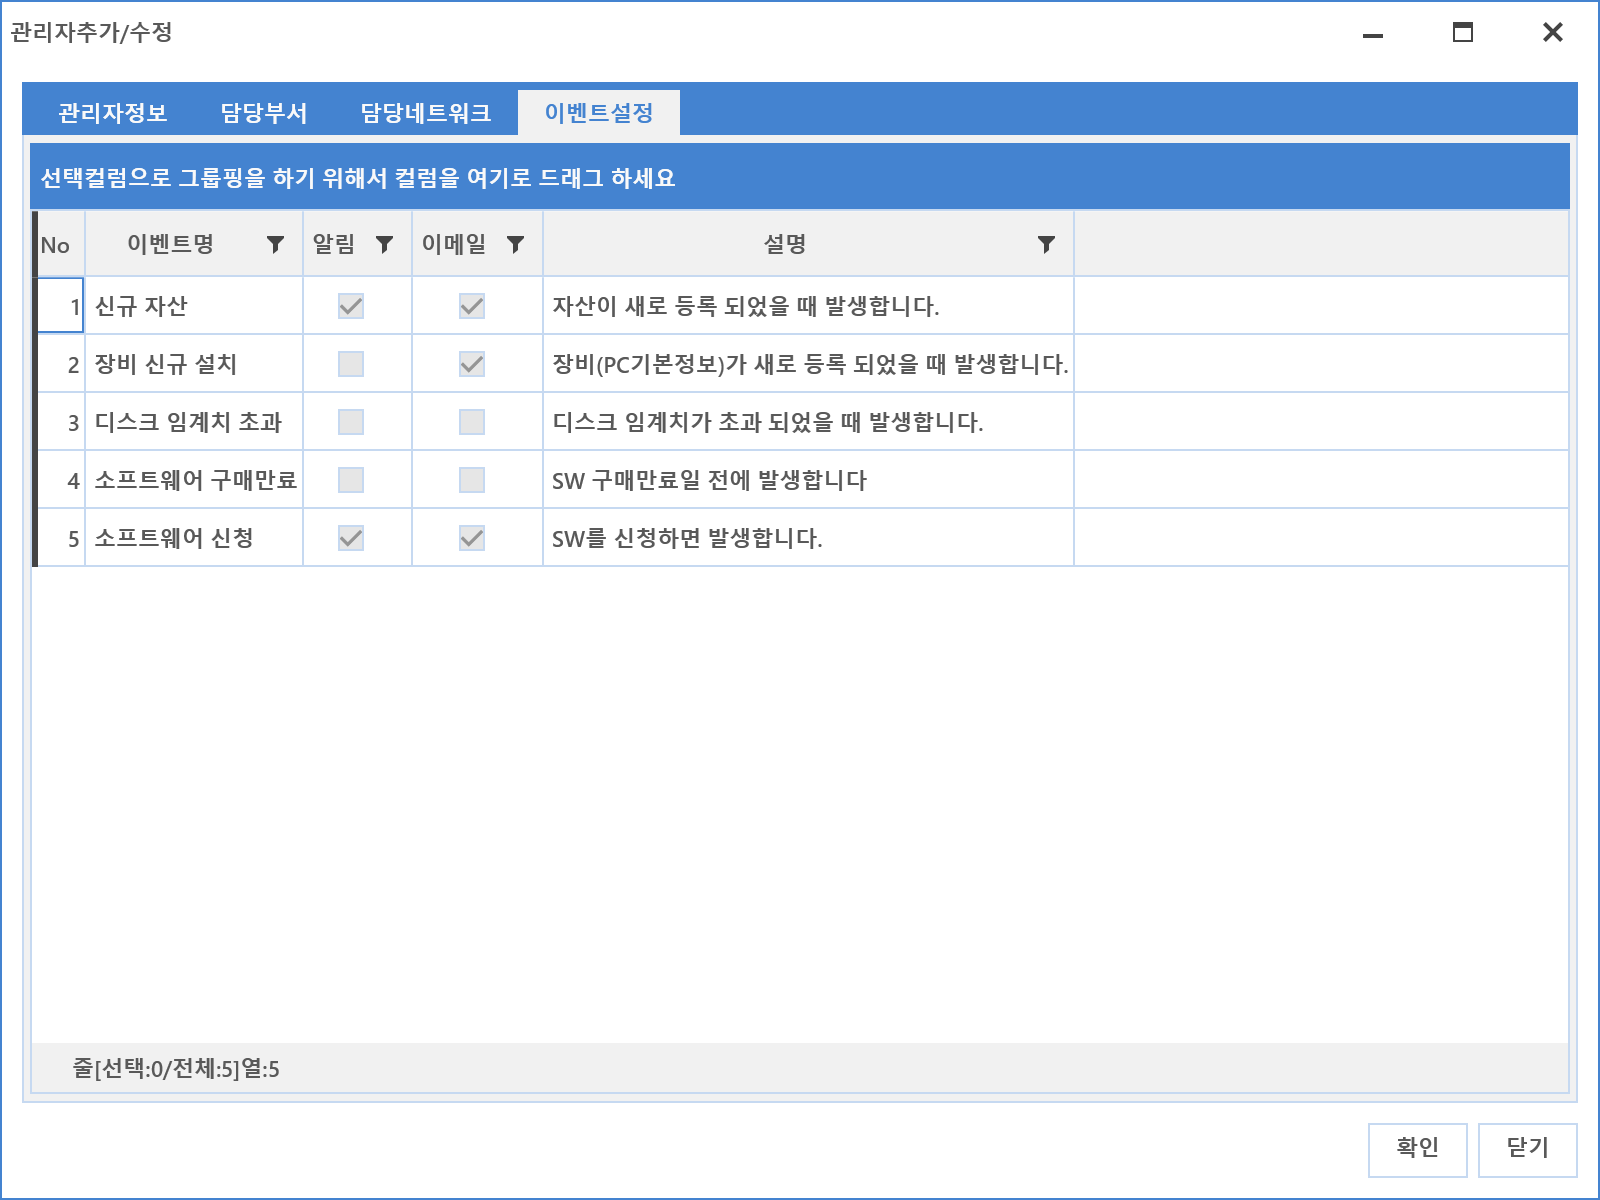 관리자추가/수정
관리자정보 담당부서 담당네트워크 이벤트설정
선택컬럼으로 그룹핑을 하기 위해서 컬럼을 여기로 드래그 하세요
No 이벤트명 알림 이메일 설명
1 신규 자산 자산이 새로 등록 되었을 때 발생합니다.
2 장비 신규 설치 장비(PC기본정보)가 새로 등록 되었을 때 발생합니다.
3 디스크 임계치 초과 디스크 임계치가 초과 되었을 때 발생합니다.
4 소프트웨어 구매만료 SW 구매만료일 전에 발생합니다
5 소프트웨어 신청 SW를 신청하면 발생합니다.
줄[선택:0/전체:5]열:5
확인 닫기